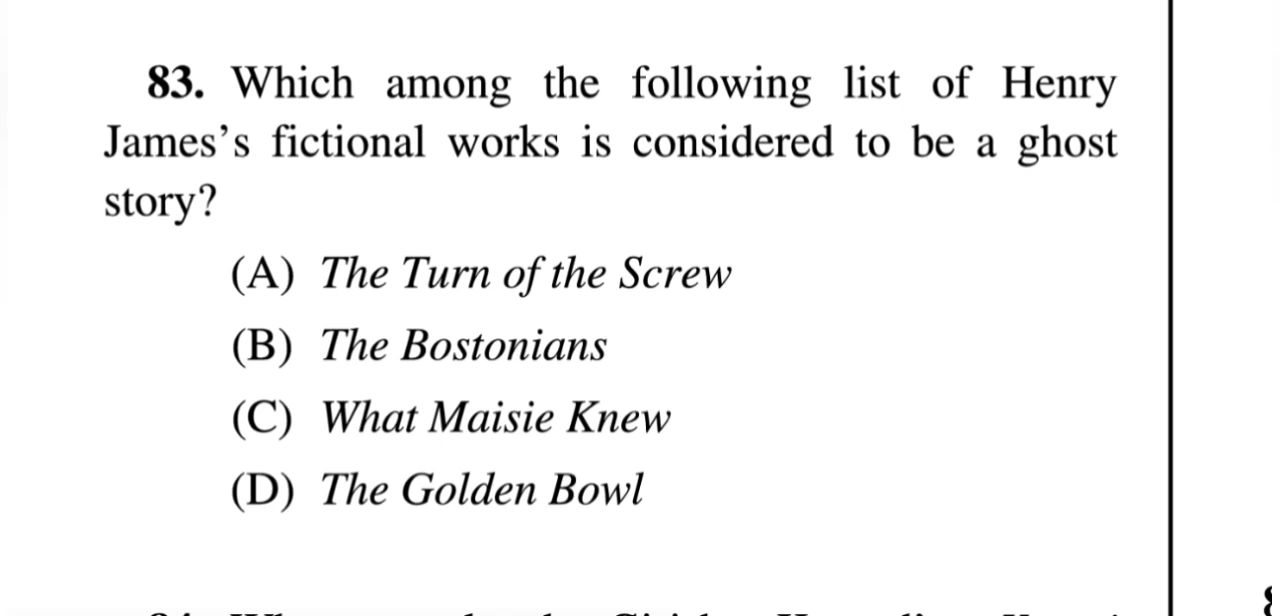 83. Which among the following list of Henry
James’s fictional works is considered to be a ghost
story?
(A) The Turn of the Screw
(B) The Bostonians
(C) What Maisie Knew
(D) The Golden Bowl